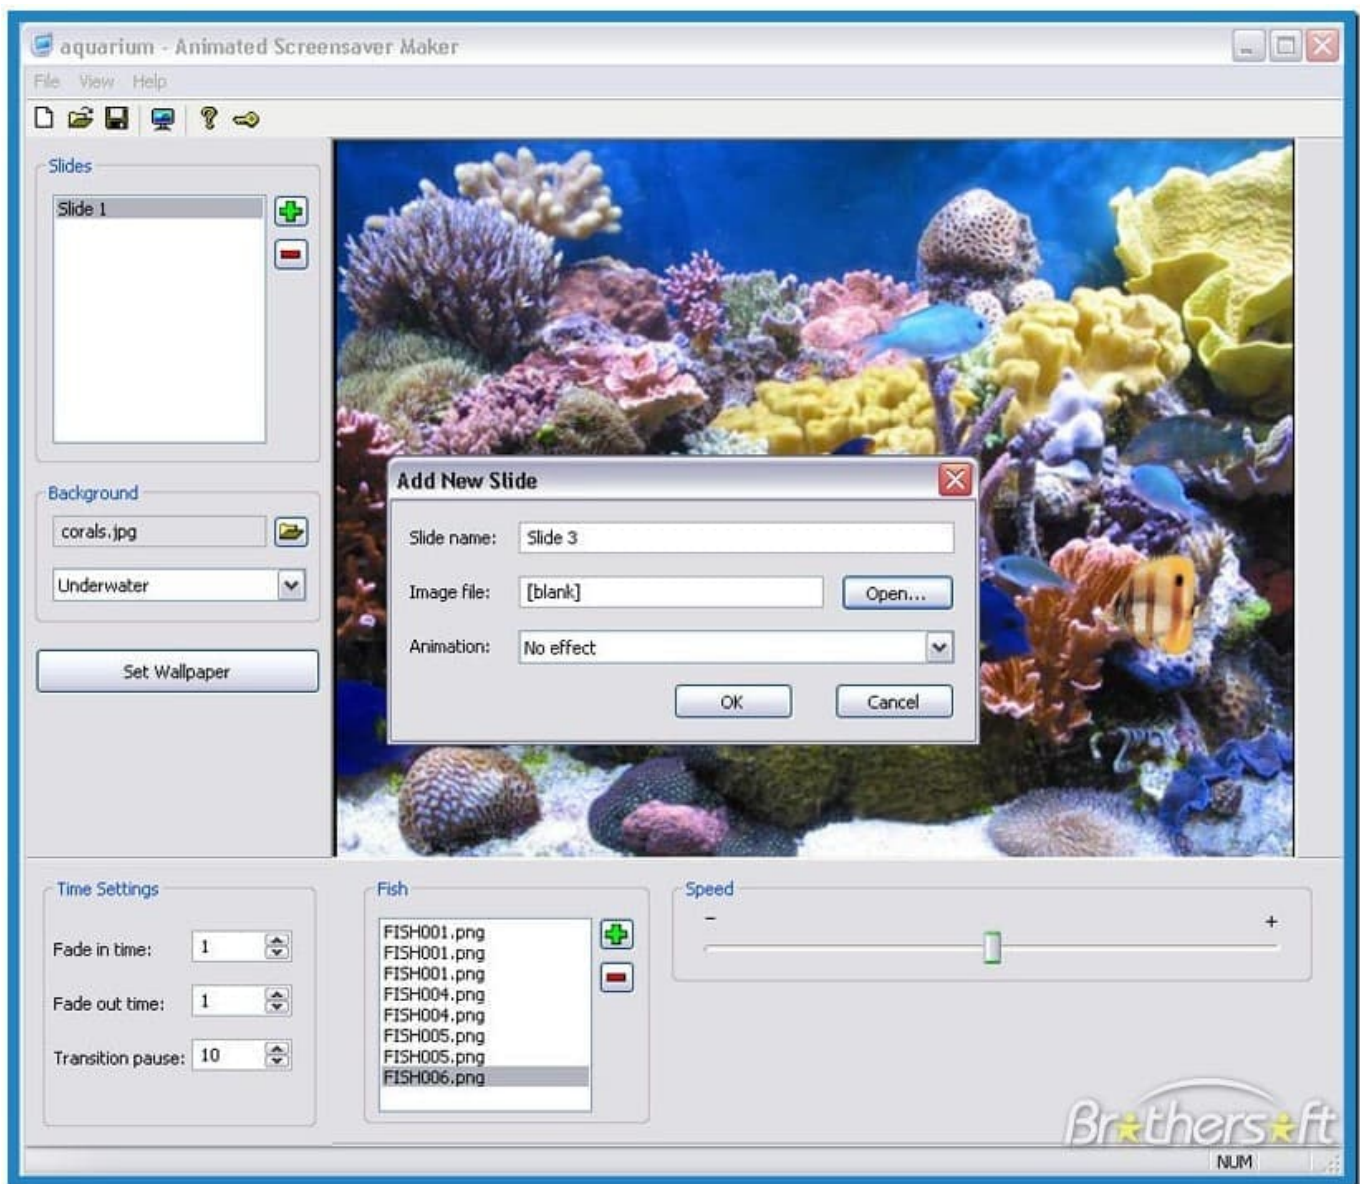 aquarium - Animated Screensaver Maker
File View Help
Slides
Slide 1
Background
corals.jpg
Underwater
Set Wallpaper
Add New Slide
Slide name: Slide 3
Image file: [blank] Open...
Animation: No effect
OK Cancel
Time Settings
Fade in time: 1
Fade out time: 1
Transition pause: 10
Fish
FISH001.png
FISH001.png
FISH001.png
FISH004.png
FISH004.png
FISH005.png
FISH005.png
FISH006.png
Speed
- +
Brothersoft
NUM